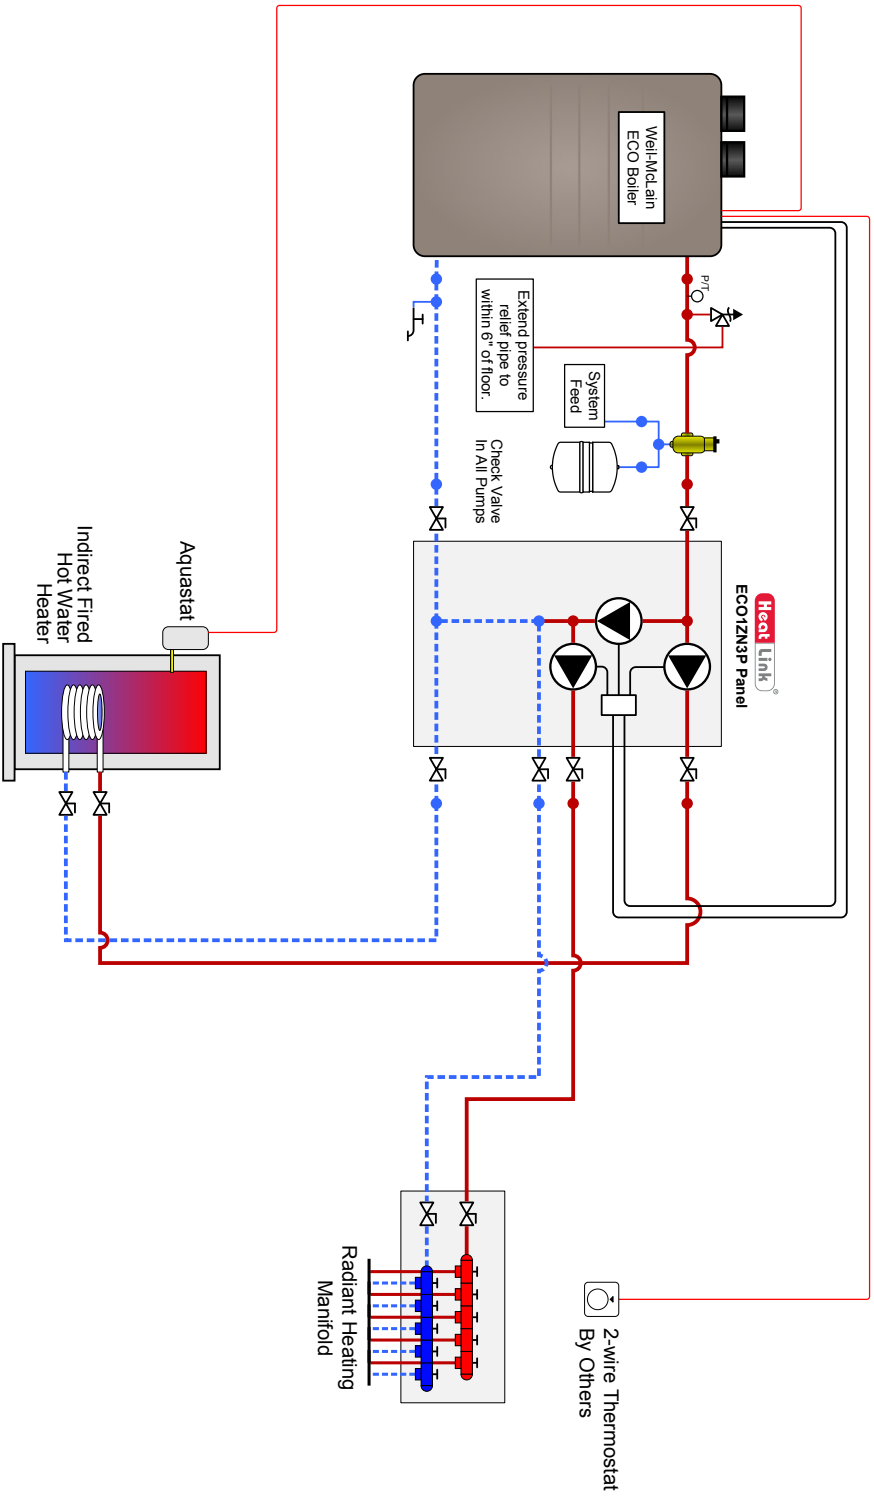 Weil-McLain
ECO Boiler
P/T
Extend pressure
relief pipe to
within 6" of floor.
System
Feed
Check Valve
In All Pumps
Heat Link®
ECO1ZN3P Panel
Aquastat
Indirect Fired
Hot Water
Heater
Radiant Heating
Manifold
2-wire Thermostat
By Others